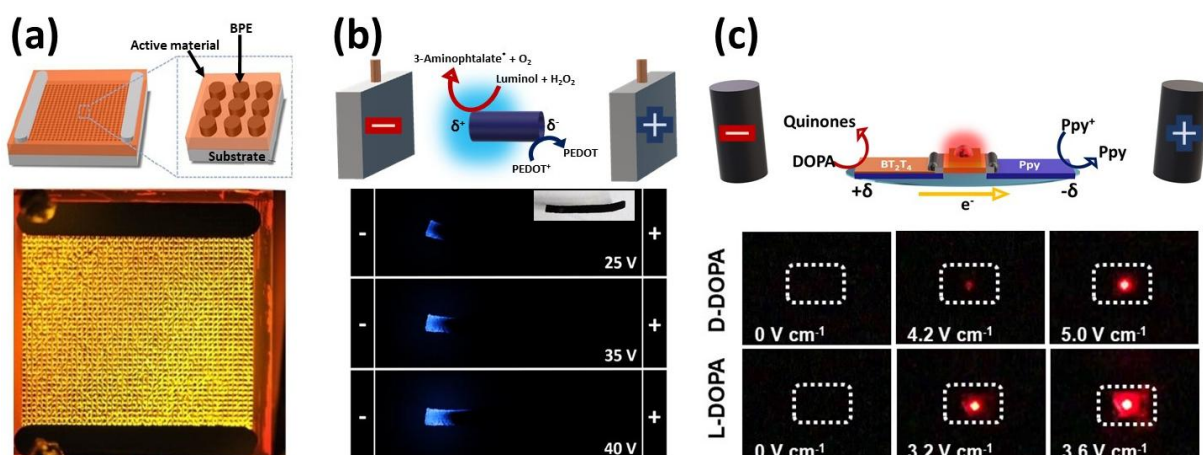 (a)
BPE
Active material
Substrate
(b)
3-Aminophtalate* + O₂
Luminol + H₂O₂
−
δ⁺
δ⁻
+
PEDOT
PEDOT⁺
-
+
25 V
-
+
35 V
-
+
40 V
(c)
−
Quinones
DOPA
BT₂T₄
Ppy
Ppy⁺
Ppy
+
+δ
e⁻
-δ
D-DOPA
0 V cm⁻¹
4.2 V cm⁻¹
5.0 V cm⁻¹
L-DOPA
0 V cm⁻¹
3.2 V cm⁻¹
3.6 V cm⁻¹